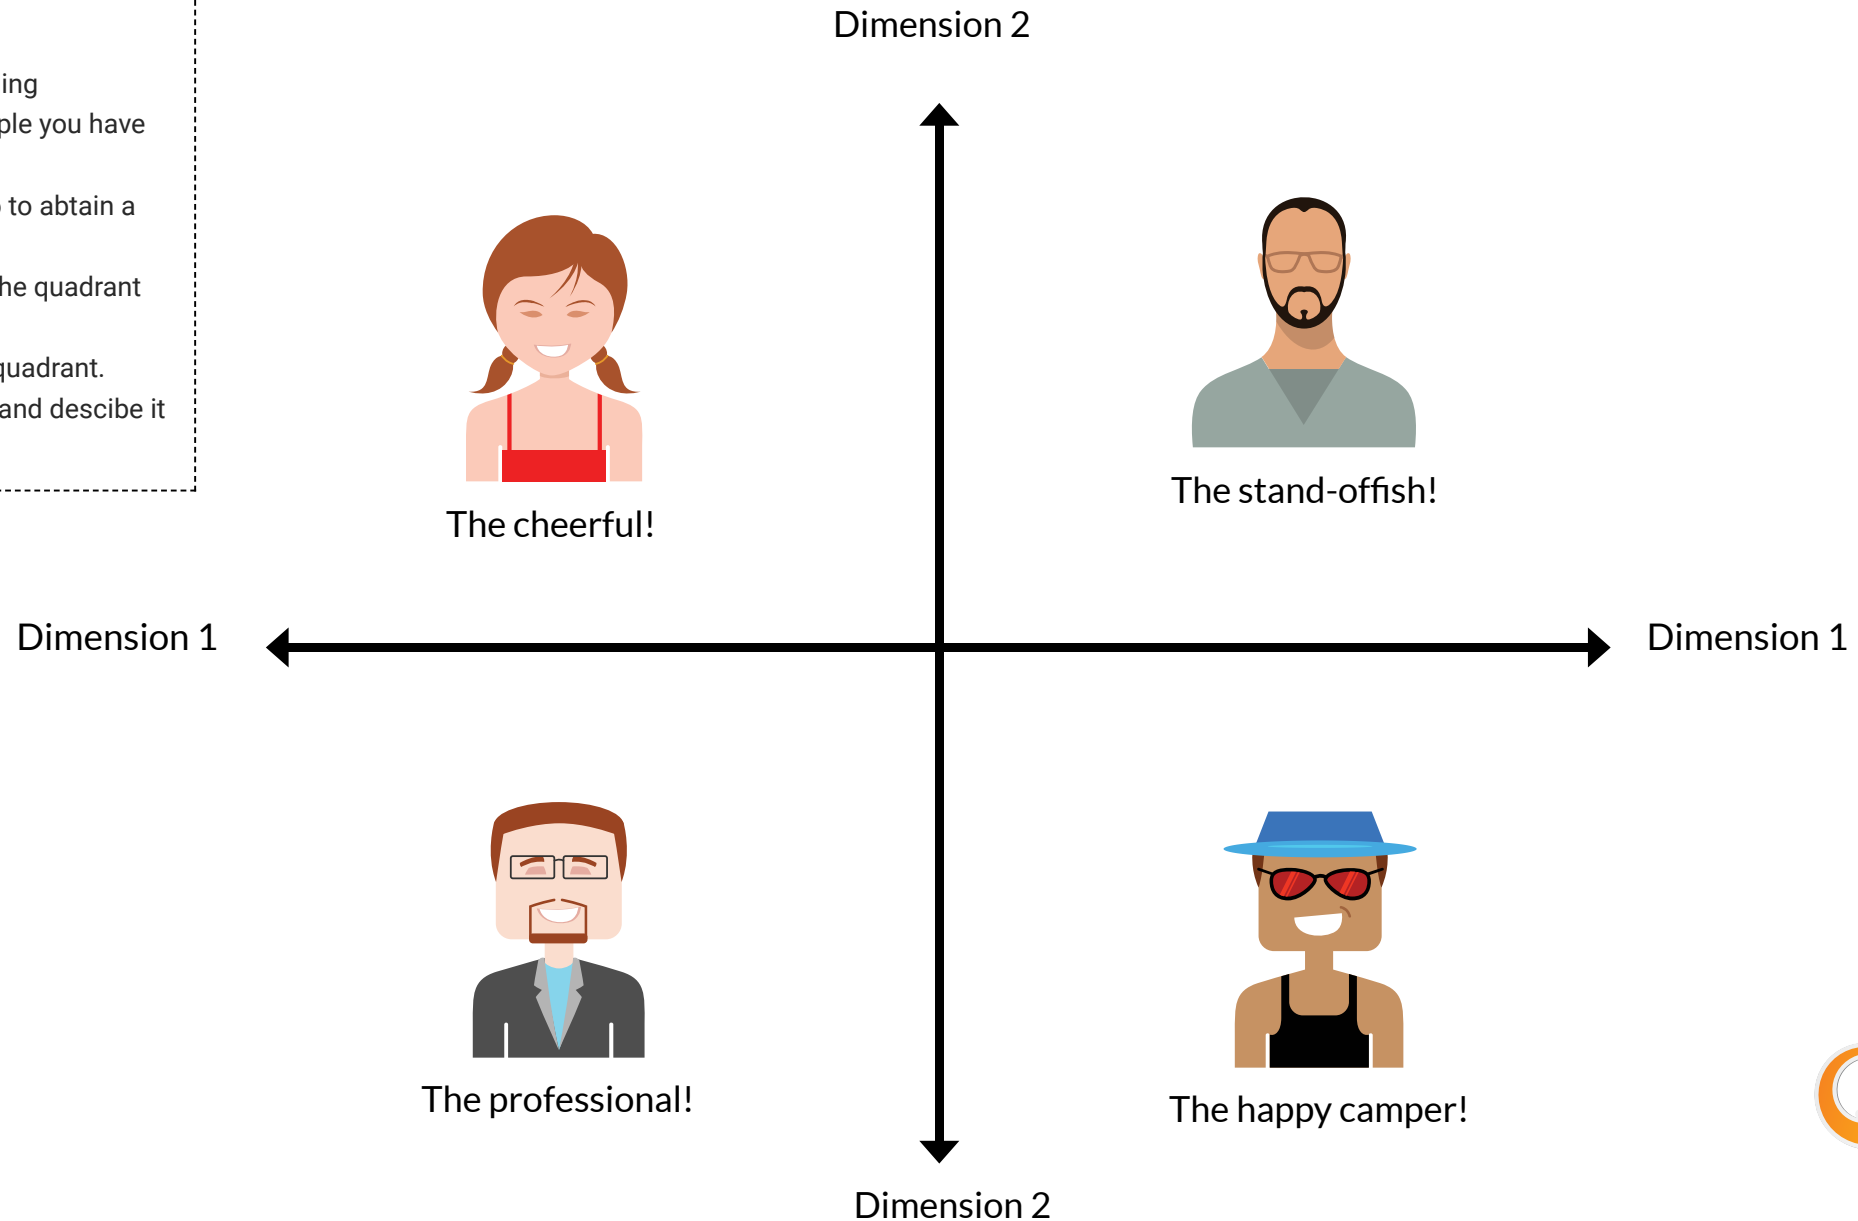 Dimension 2
ing
ple you have
to abtain a
he quadrant
quadrant.
and descibe it
The cheerful!
The stand-offish!
Dimension 1
Dimension 1
The professional!
The happy camper!
Dimension 2